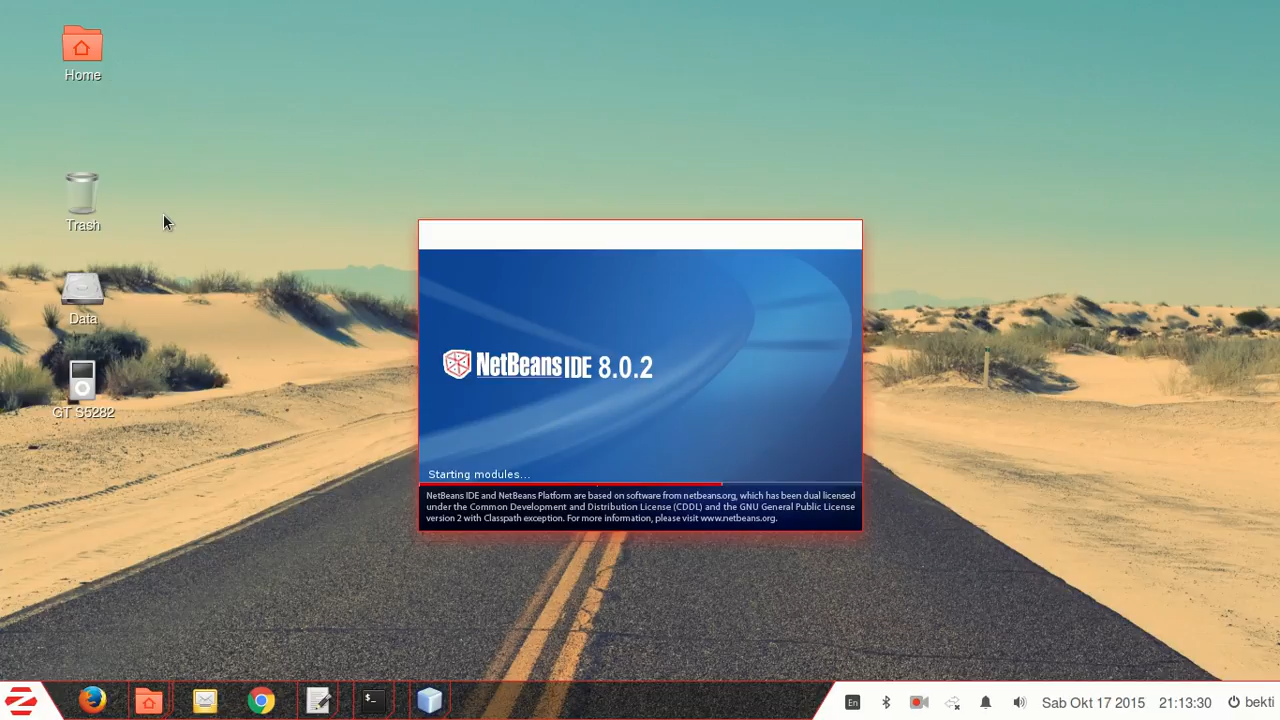 Home
Trash
Data
GT S5282
NetBeans IDE 8.0.2
Starting modules...
NetBeans IDE and NetBeans Platform are based on software from netbeans.org, which has been dual licensed
under the Common Development and Distribution License (CDDL) and the GNU General Public License
version 2 with Classpath exception. For more information, please visit www.netbeans.org.
$_
En
Sab Okt 17 2015
21:13:30
bekti